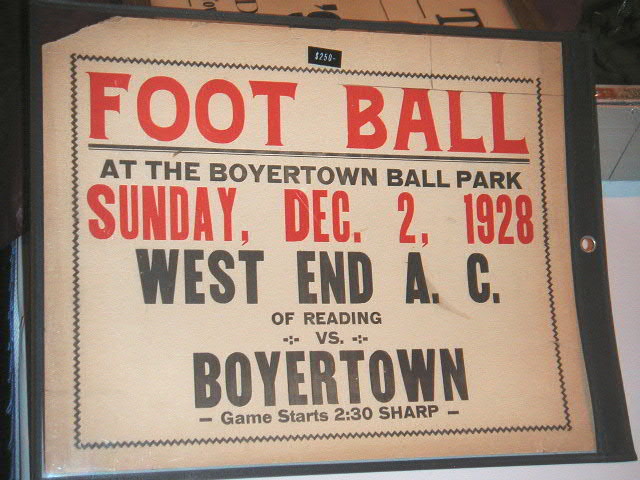 $250-
FOOT BALL
AT THE BOYERTOWN BALL PARK
SUNDAY, DEC. 2, 1928
WEST END A. C.
OF READING
-:- VS. -:-
BOYERTOWN
— Game Starts 2:30 SHARP —